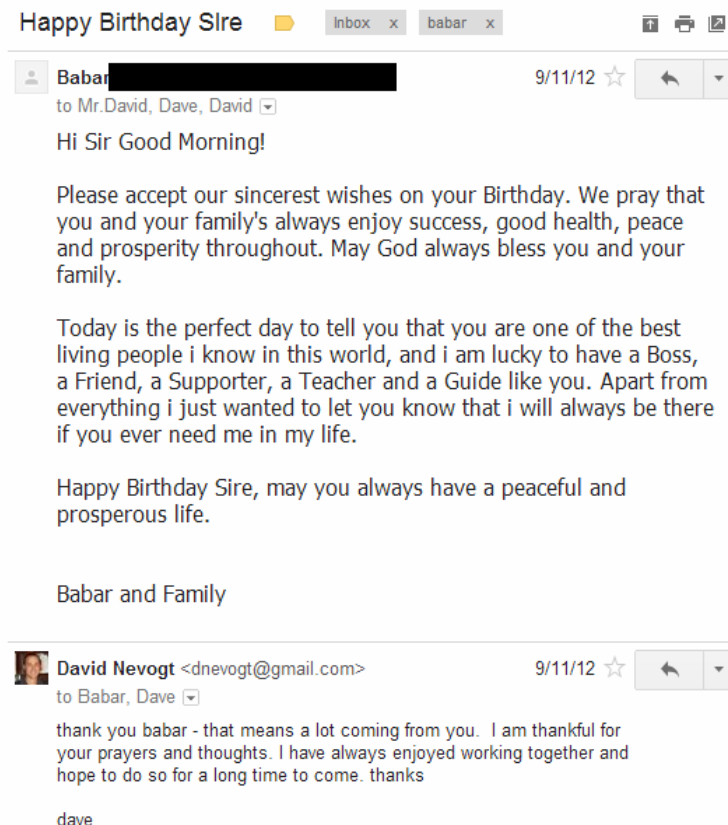 Happy Birthday SIre Inbox x babar x
Babar 9/11/12
to Mr.David, Dave, David
Hi Sir Good Morning!
Please accept our sincerest wishes on your Birthday. We pray that
you and your family's always enjoy success, good health, peace
and prosperity throughout. May God always bless you and your
family.
Today is the perfect day to tell you that you are one of the best
living people i know in this world, and i am lucky to have a Boss,
a Friend, a Supporter, a Teacher and a Guide like you. Apart from
everything i just wanted to let you know that i will always be there
if you ever need me in my life.
Happy Birthday Sire, may you always have a peaceful and
prosperous life.
Babar and Family
David Nevogt <dnevogt@gmail.com> 9/11/12
to Babar, Dave
thank you babar - that means a lot coming from you.  I am thankful for
your prayers and thoughts. I have always enjoyed working together and
hope to do so for a long time to come. thanks
dave